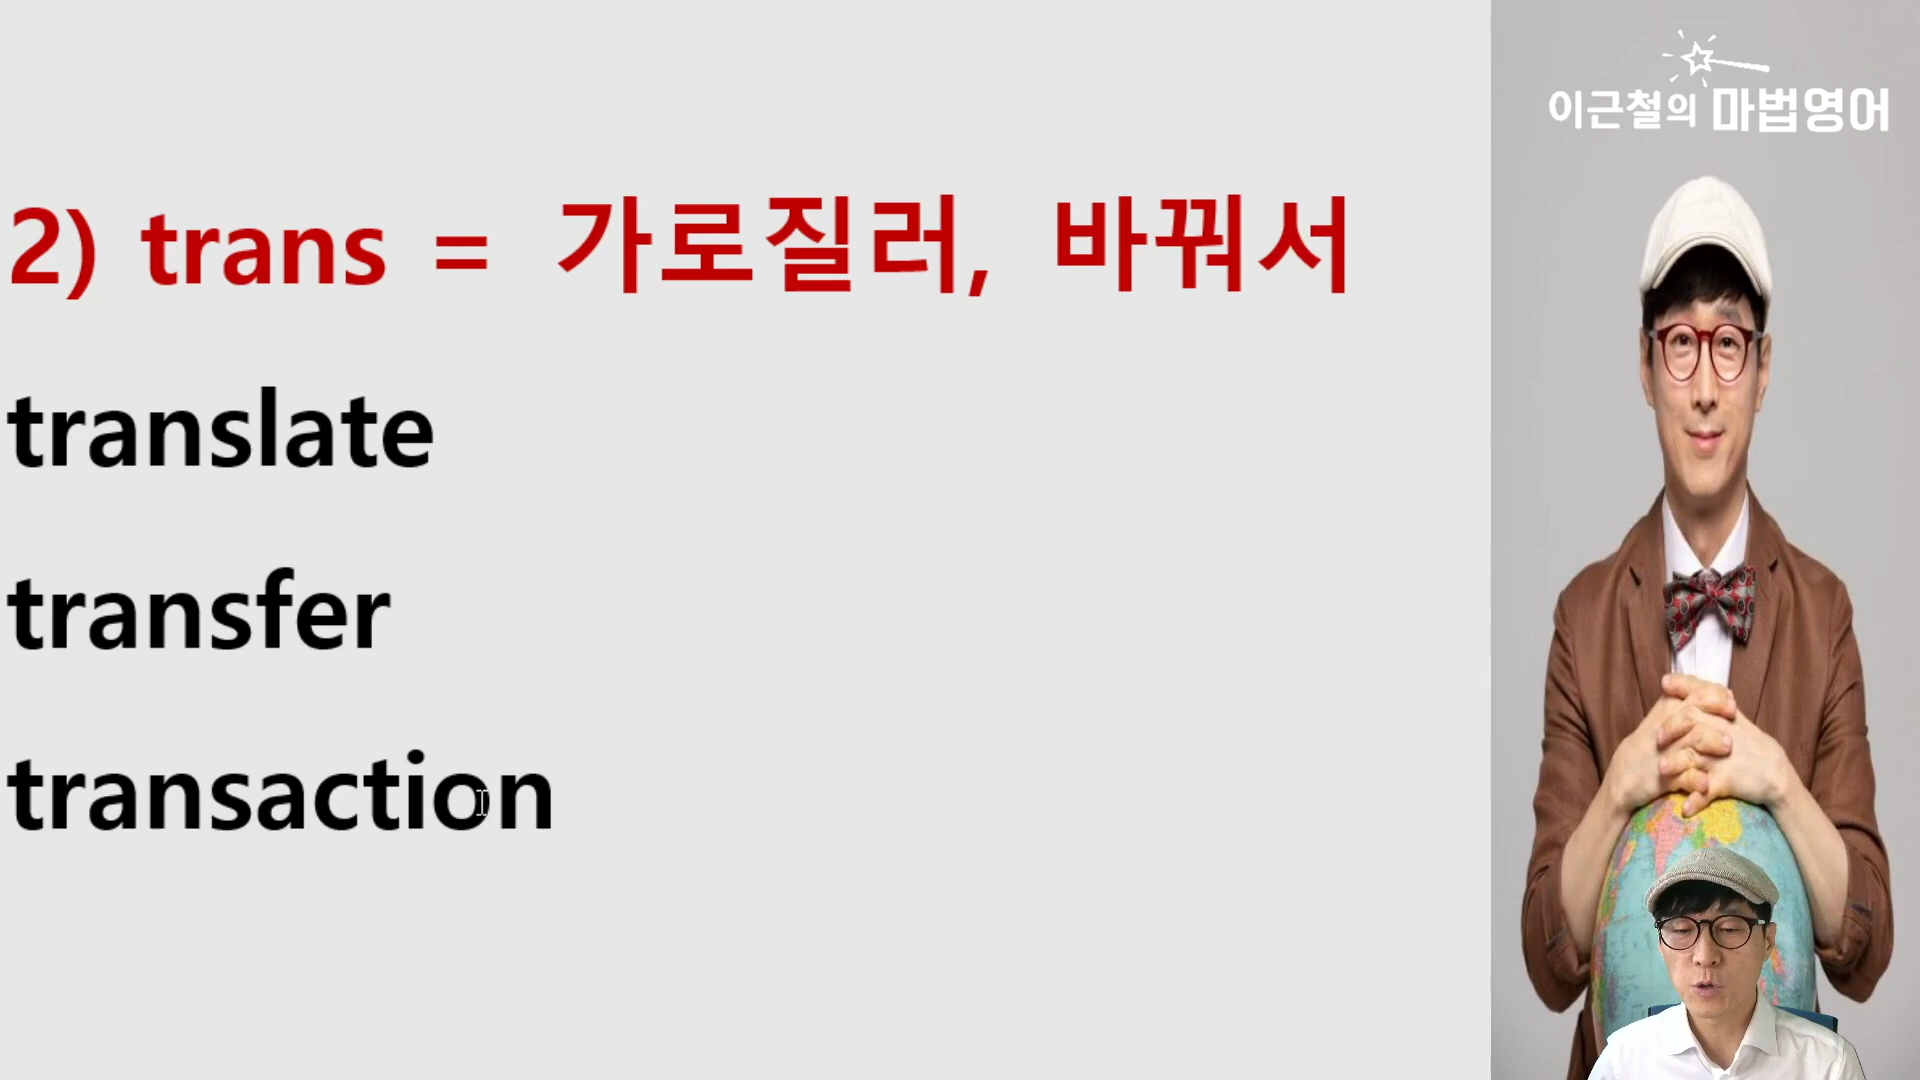 이근철의 마법영어
2) trans = 가로질러, 바꿔서
translate
transfer
transaction